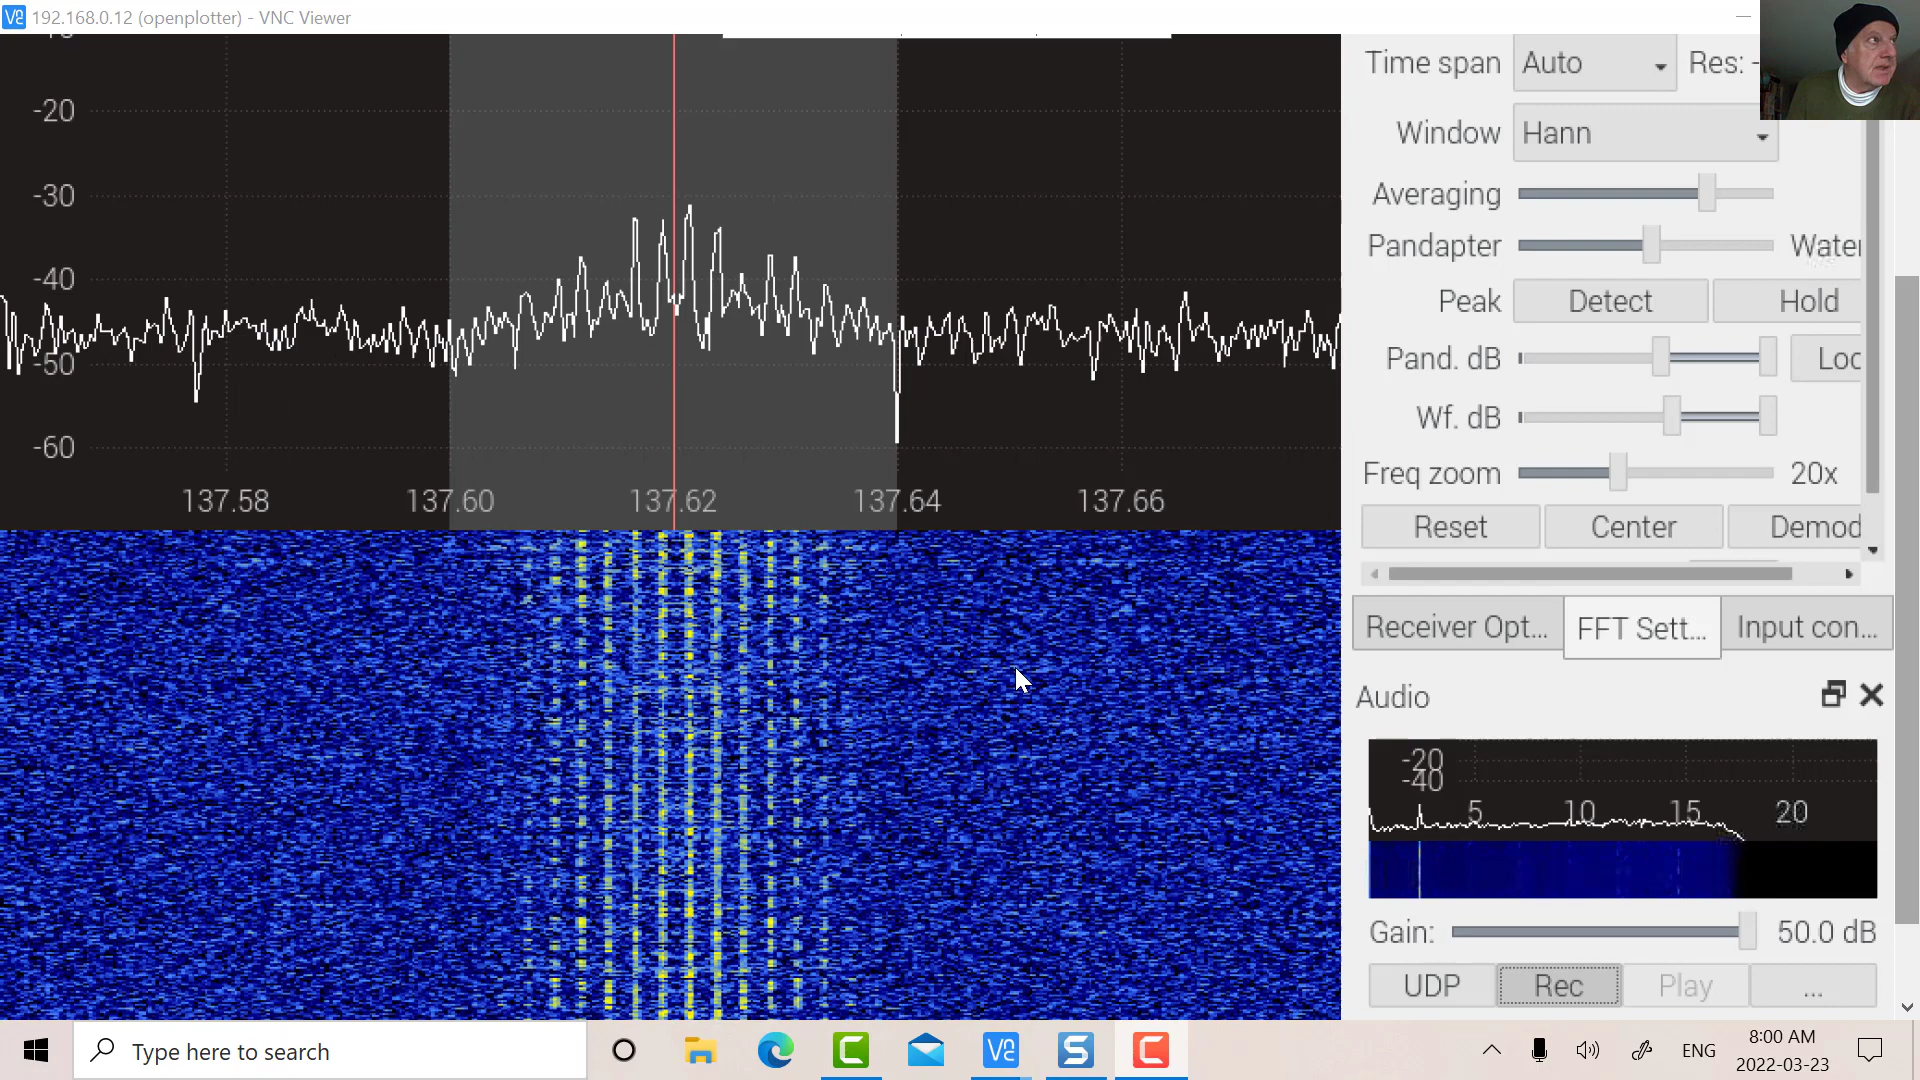 192.168.0.12 (openplotter) - VNC Viewer
-20
-30
-40
-50
-60
137.58 137.60 137.62 137.64 137.66
Time span Auto Res: -
Window Hann
Averaging
Pandapter Water
Peak Detect Hold
Pand. dB Loc
Wf. dB
Freq zoom 20x
Reset Center Demod
Receiver Opt... FFT Sett... Input con...
Audio
-20
-40
5 10 15 20
Gain: 50.0 dB
UDP Rec Play ...
Type here to search
ENG
8:00 AM
2022-03-23